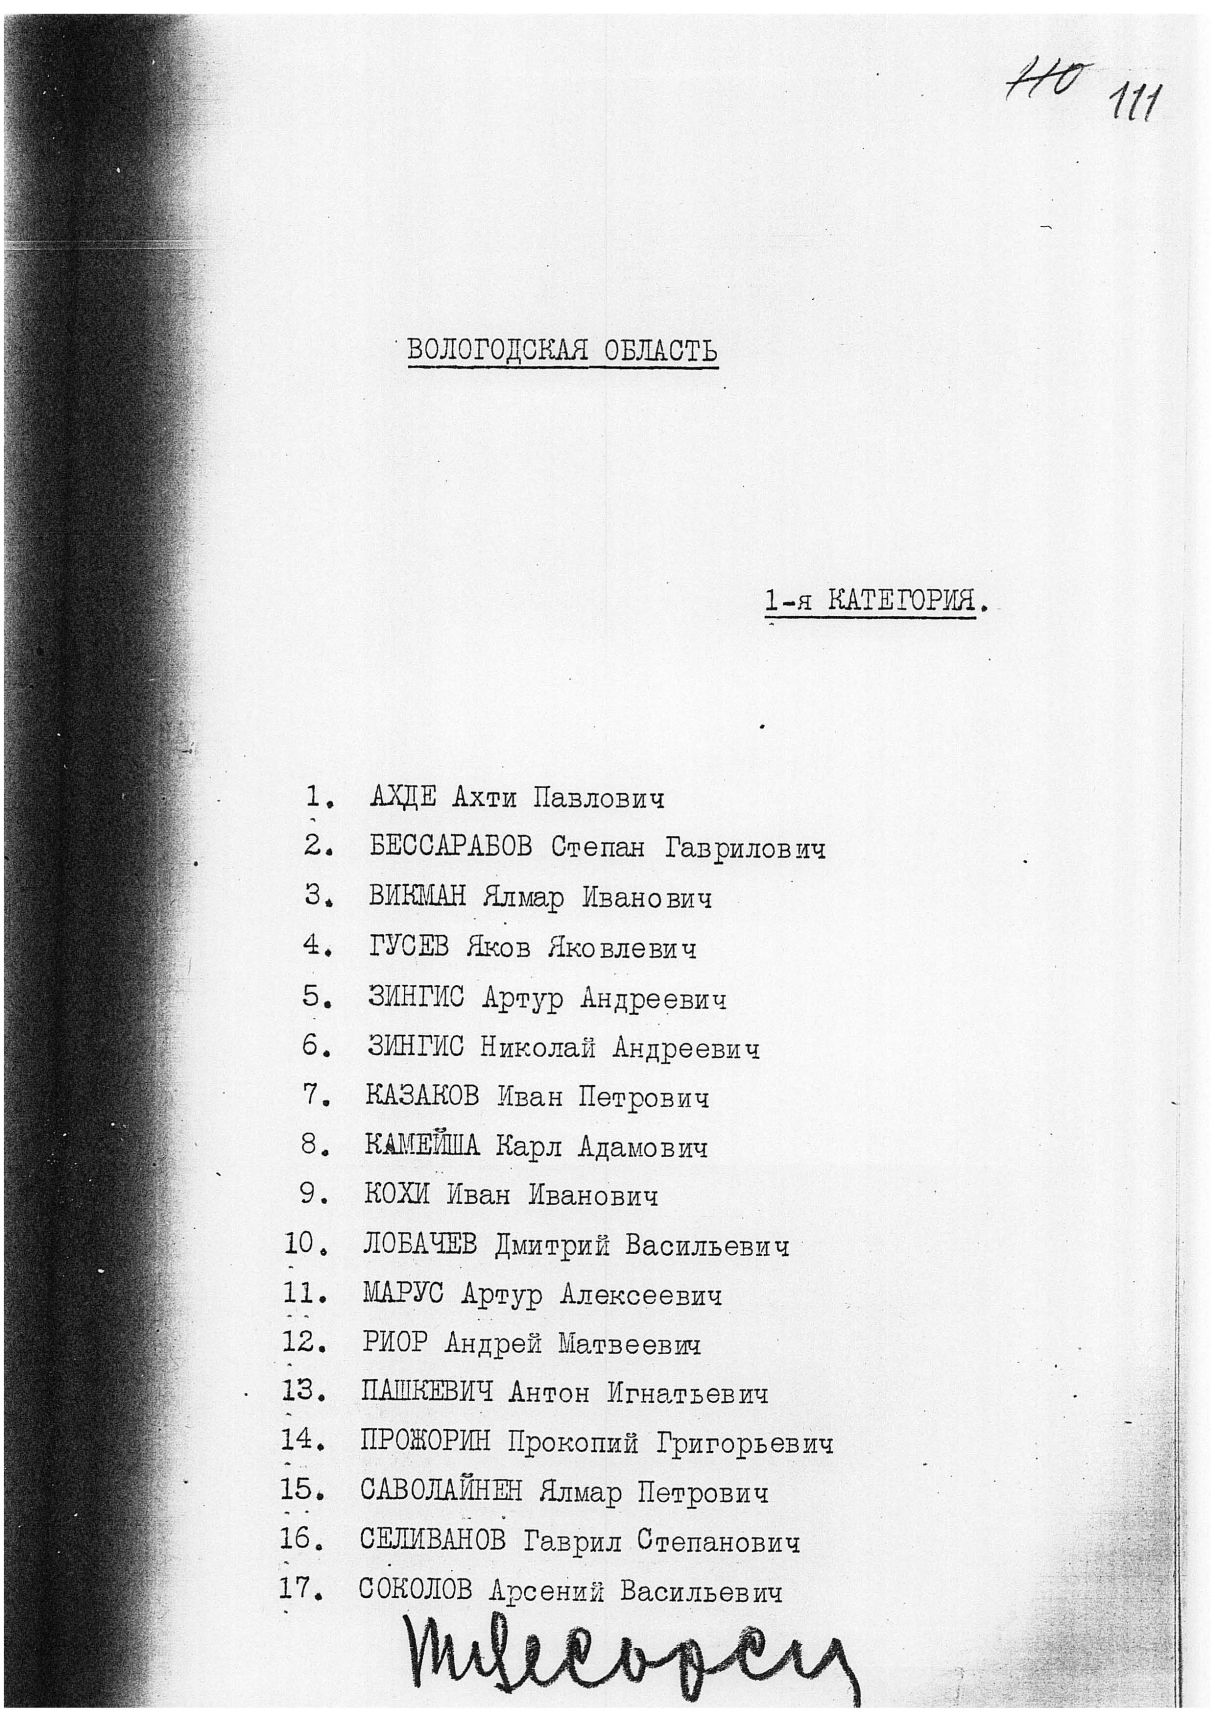 110 111
ВОЛОГОДСКАЯ ОБЛАСТЬ
1-я КАТЕГОРИЯ.
1. АХДЕ Ахти Павлович
2. БЕССАРАБОВ Степан Гаврилович
3. ВИКМАН Ялмар Иванович
4. ГУСЕВ Яков Яковлевич
5. ЗИНГИС Артур Андреевич
6. ЗИНГИС Николай Андреевич
7. КАЗАКОВ Иван Петрович
8. КАМЕЙША Карл Адамович
9. КОХИ Иван Иванович
10. ЛОБАЧЕВ Дмитрий Васильевич
11. МАРУС Артур Алексеевич
12. РИОР Андрей Матвеевич
13. ПАШКЕВИЧ Антон Игнатьевич
14. ПРОЖОРИН Прокопий Григорьевич
15. САВОЛАЙНЕН Ялмар Петрович
16. СЕЛИВАНОВ Гаврил Степанович
17. СОКОЛОВ Арсений Васильевич